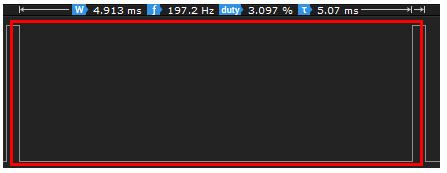 W 4.913 ms f 197.2 Hz duty 3.097 % τ 5.07 ms